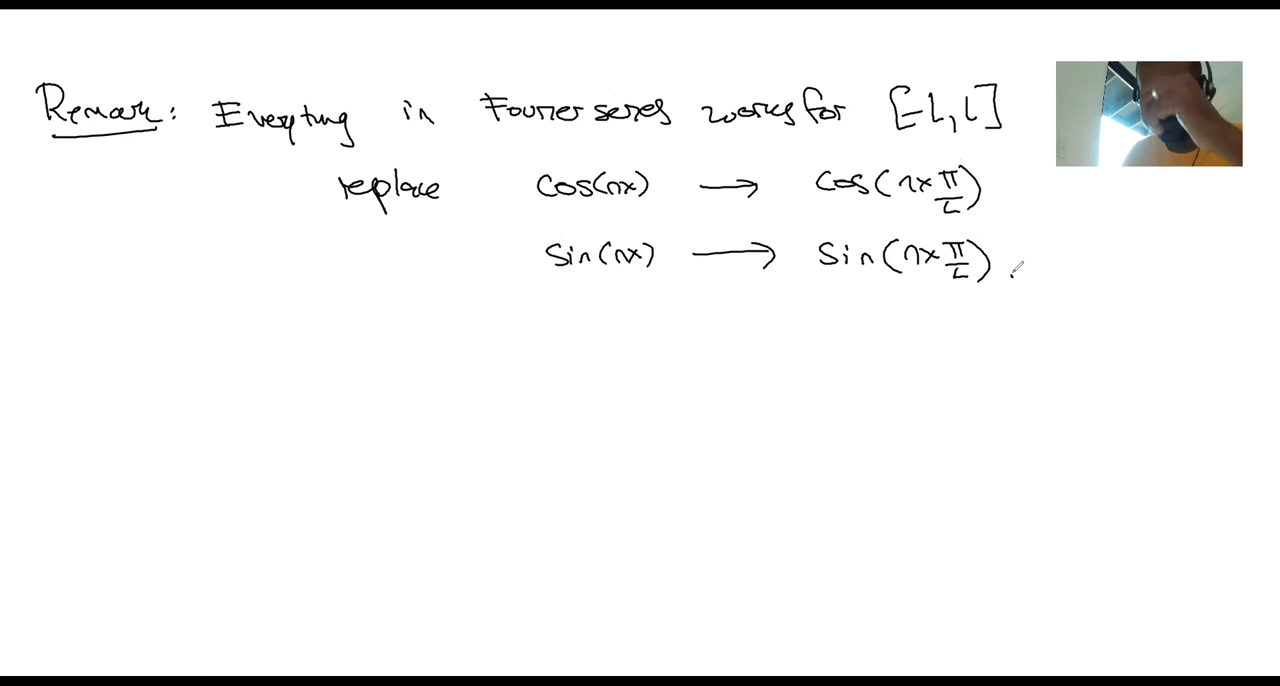 Remark: Everything in Fourier series works for [-L, L]
replace cos(nx) → cos(nx π/L)
sin(nx) → sin(nx π/L).